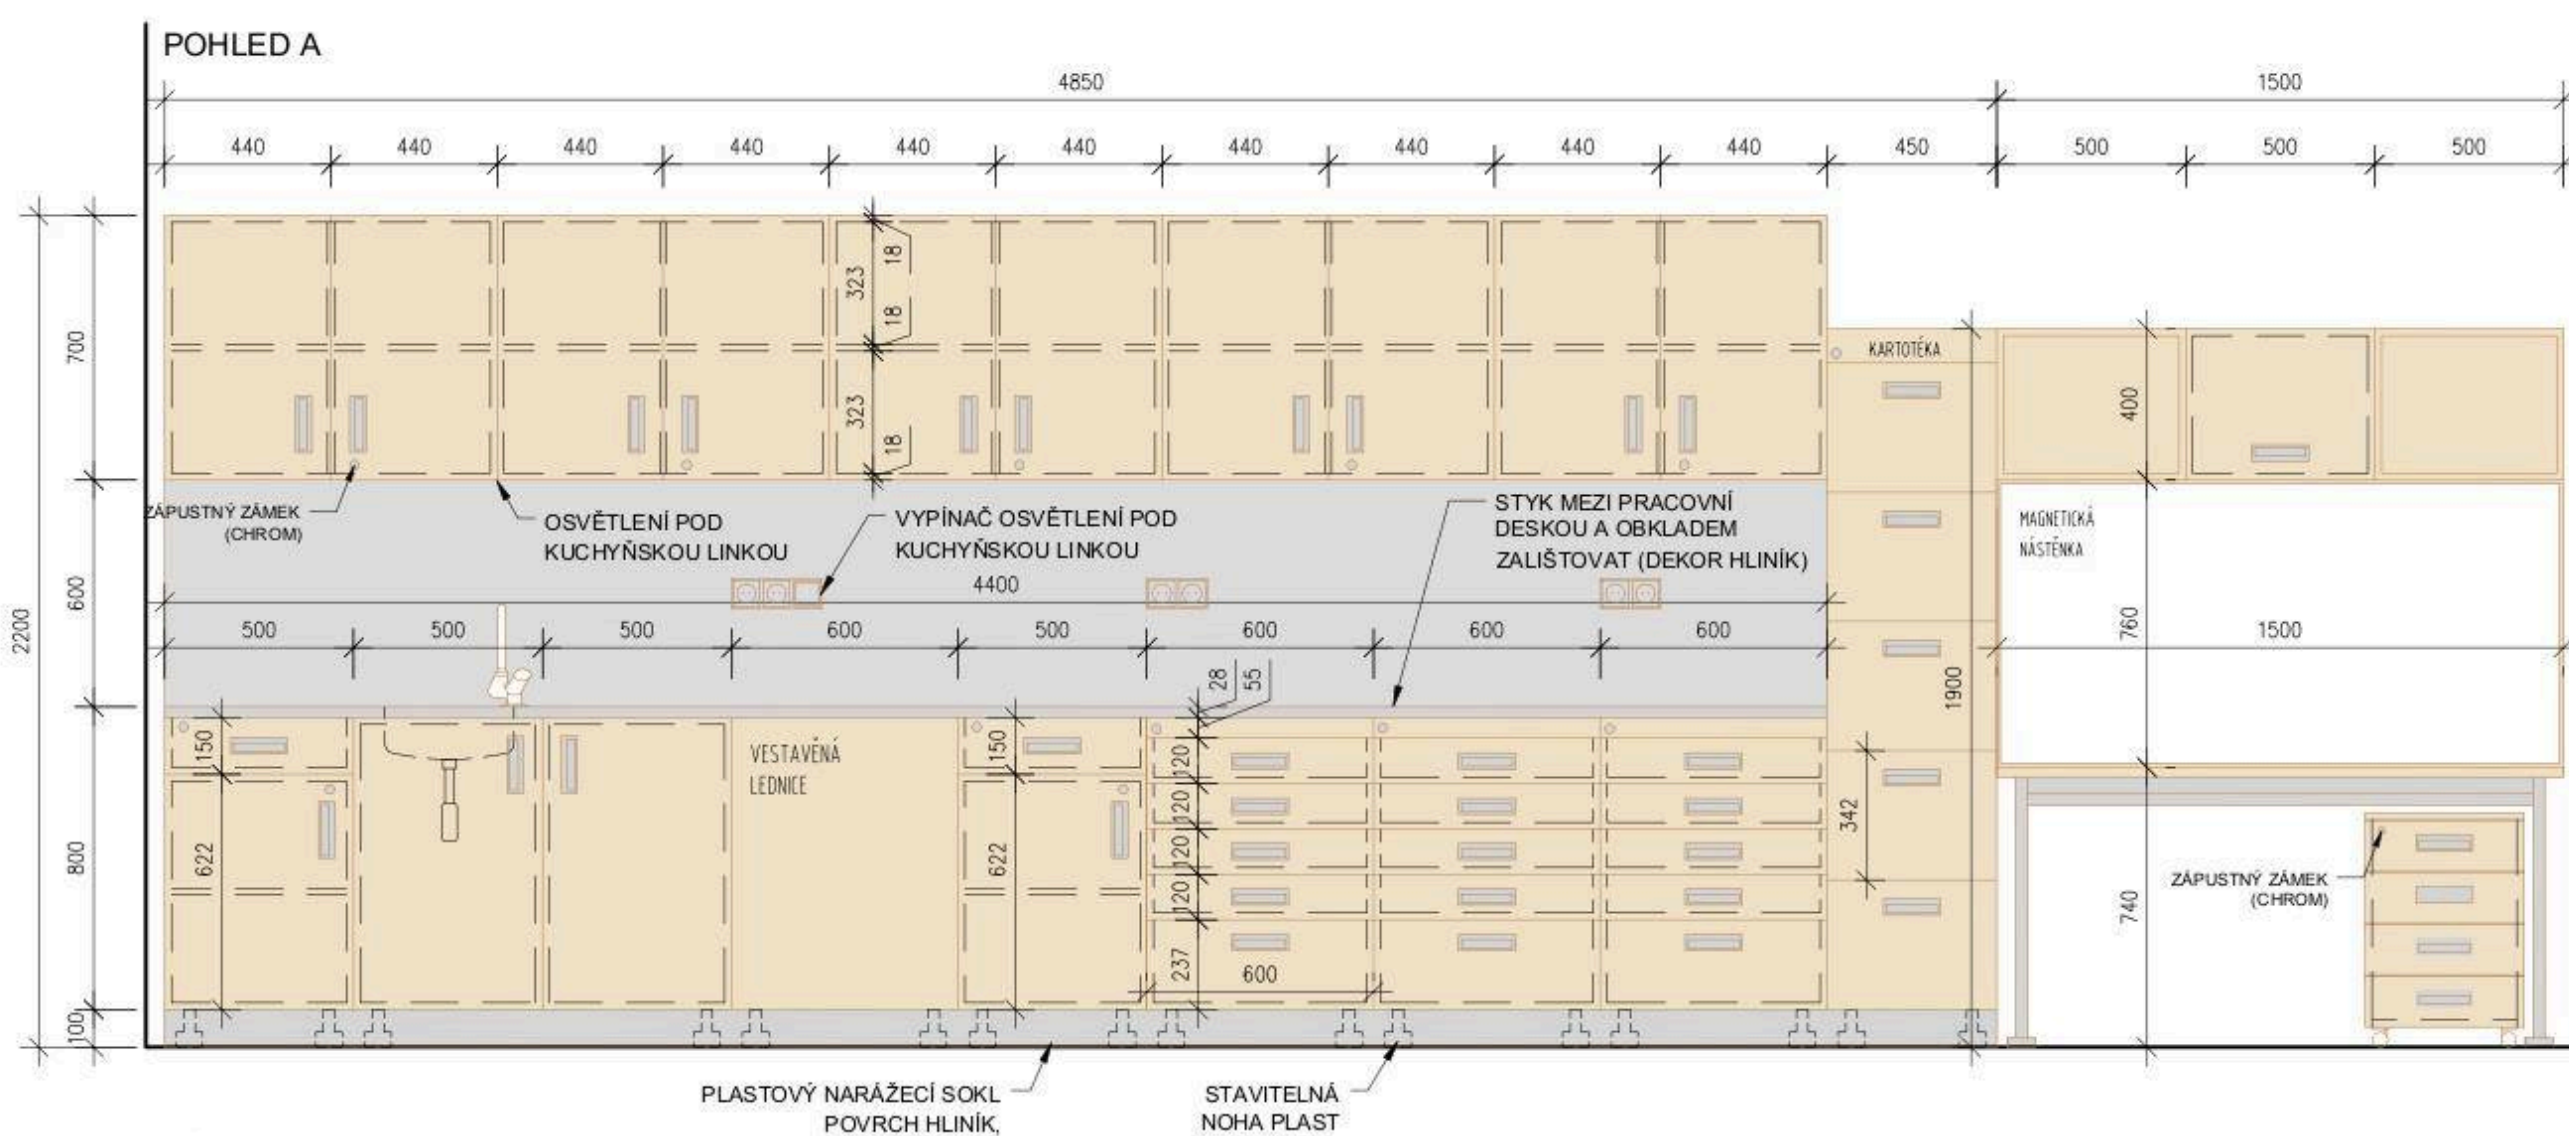 POHLED A
4850 1500
440 440 440 440 440 440 440 440 440 440 450 500 500 500
18
323
18
323
18
700
600
800
100
2200
KARTOTÉKA
400
ZÁPUSTNÝ ZÁMEK
(CHROM)
OSVĚTLENÍ POD
KUCHYŇSKOU LINKOU
VYPÍNAČ OSVĚTLENÍ POD
KUCHYŇSKOU LINKOU
STYK MEZI PRACOVNÍ
DESKOU A OBKLADEM
ZALIŠTOVAT (DEKOR HLINÍK)
MAGNETICKÁ
NÁSTĚNKA
4400
500 500 500 600 500 600 600 600 1500
760
1900
28
55
150
622
VESTAVĚNÁ
LEDNICE
150
622
120
120
120
120
237
600
342
740
ZÁPUSTNÝ ZÁMEK
(CHROM)
PLASTOVÝ NARÁŽECÍ SOKL
POVRCH HLINÍK,
STAVITELNÁ
NOHA PLAST